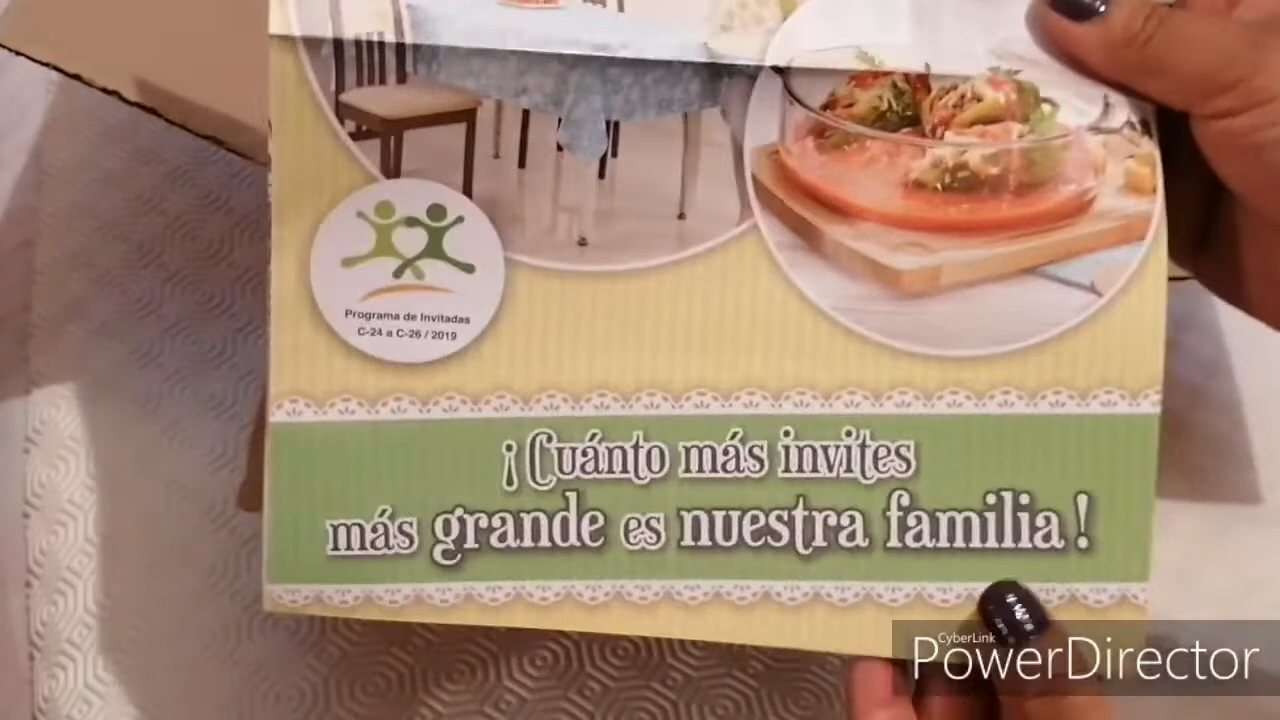 Programa de Invitadas
C-24 a C-26 / 2019
¡Cuánto más invites
más grande es nuestra familia!
CyberLink
PowerDirector